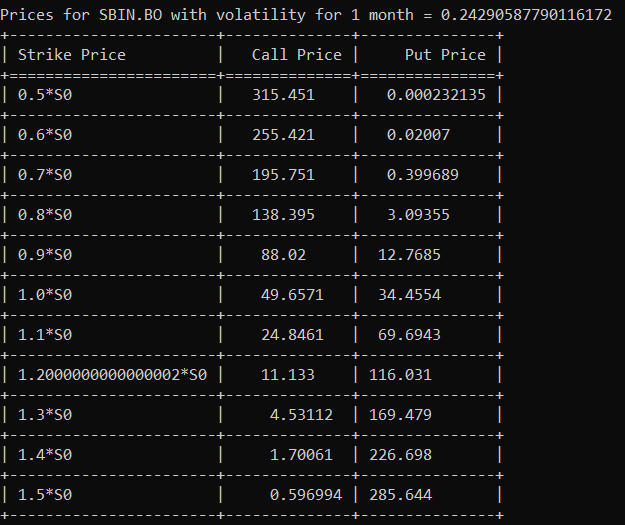 Prices for SBIN.BO with volatility for 1 month = 0.24290587790116172
+-----------------------+--------------+---------------+
| Strike Price          |   Call Price |     Put Price |
+=======================+==============+===============+
| 0.5*S0                |   315.451    |   0.000232135 |
+-----------------------+--------------+---------------+
| 0.6*S0                |   255.421    |   0.02007     |
+-----------------------+--------------+---------------+
| 0.7*S0                |   195.751    |   0.399689    |
+-----------------------+--------------+---------------+
| 0.8*S0                |   138.395    |   3.09355     |
+-----------------------+--------------+---------------+
| 0.9*S0                |    88.02     |  12.7685      |
+-----------------------+--------------+---------------+
| 1.0*S0                |    49.6571   |  34.4554      |
+-----------------------+--------------+---------------+
| 1.1*S0                |    24.8461   |  69.6943      |
+-----------------------+--------------+---------------+
| 1.2000000000000002*S0 |    11.133    | 116.031       |
+-----------------------+--------------+---------------+
| 1.3*S0                |     4.53112  | 169.479       |
+-----------------------+--------------+---------------+
| 1.4*S0                |     1.70061  | 226.698       |
+-----------------------+--------------+---------------+
| 1.5*S0                |     0.596994 | 285.644       |
+-----------------------+--------------+---------------+